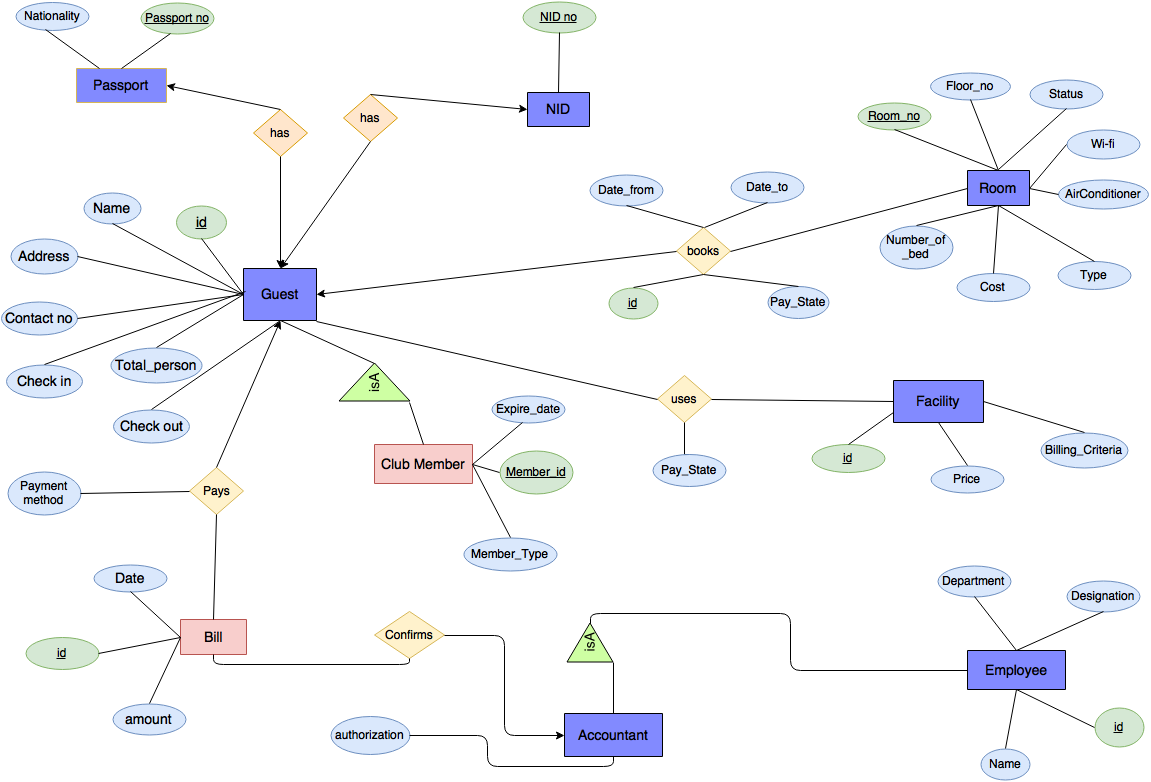 Nationality
Passport no
NID no
Passport
NID
has
has
Floor_no
Status
Room_no
Wi-fi
Room
AirConditioner
Date_from
Date_to
Name
id
Number_of
_bed
books
Address
Type
Cost
Guest
id
Pay_State
Contact no
Total_person
Check in
isA
uses
Facility
Expire_date
Check out
Billing_Criteria
id
Club Member
Member_id
Pay_State
Price
Payment
method
Pays
Member_Type
Date
Department
Designation
Bill
Confirms
isA
id
Employee
amount
authorization
Accountant
id
Name